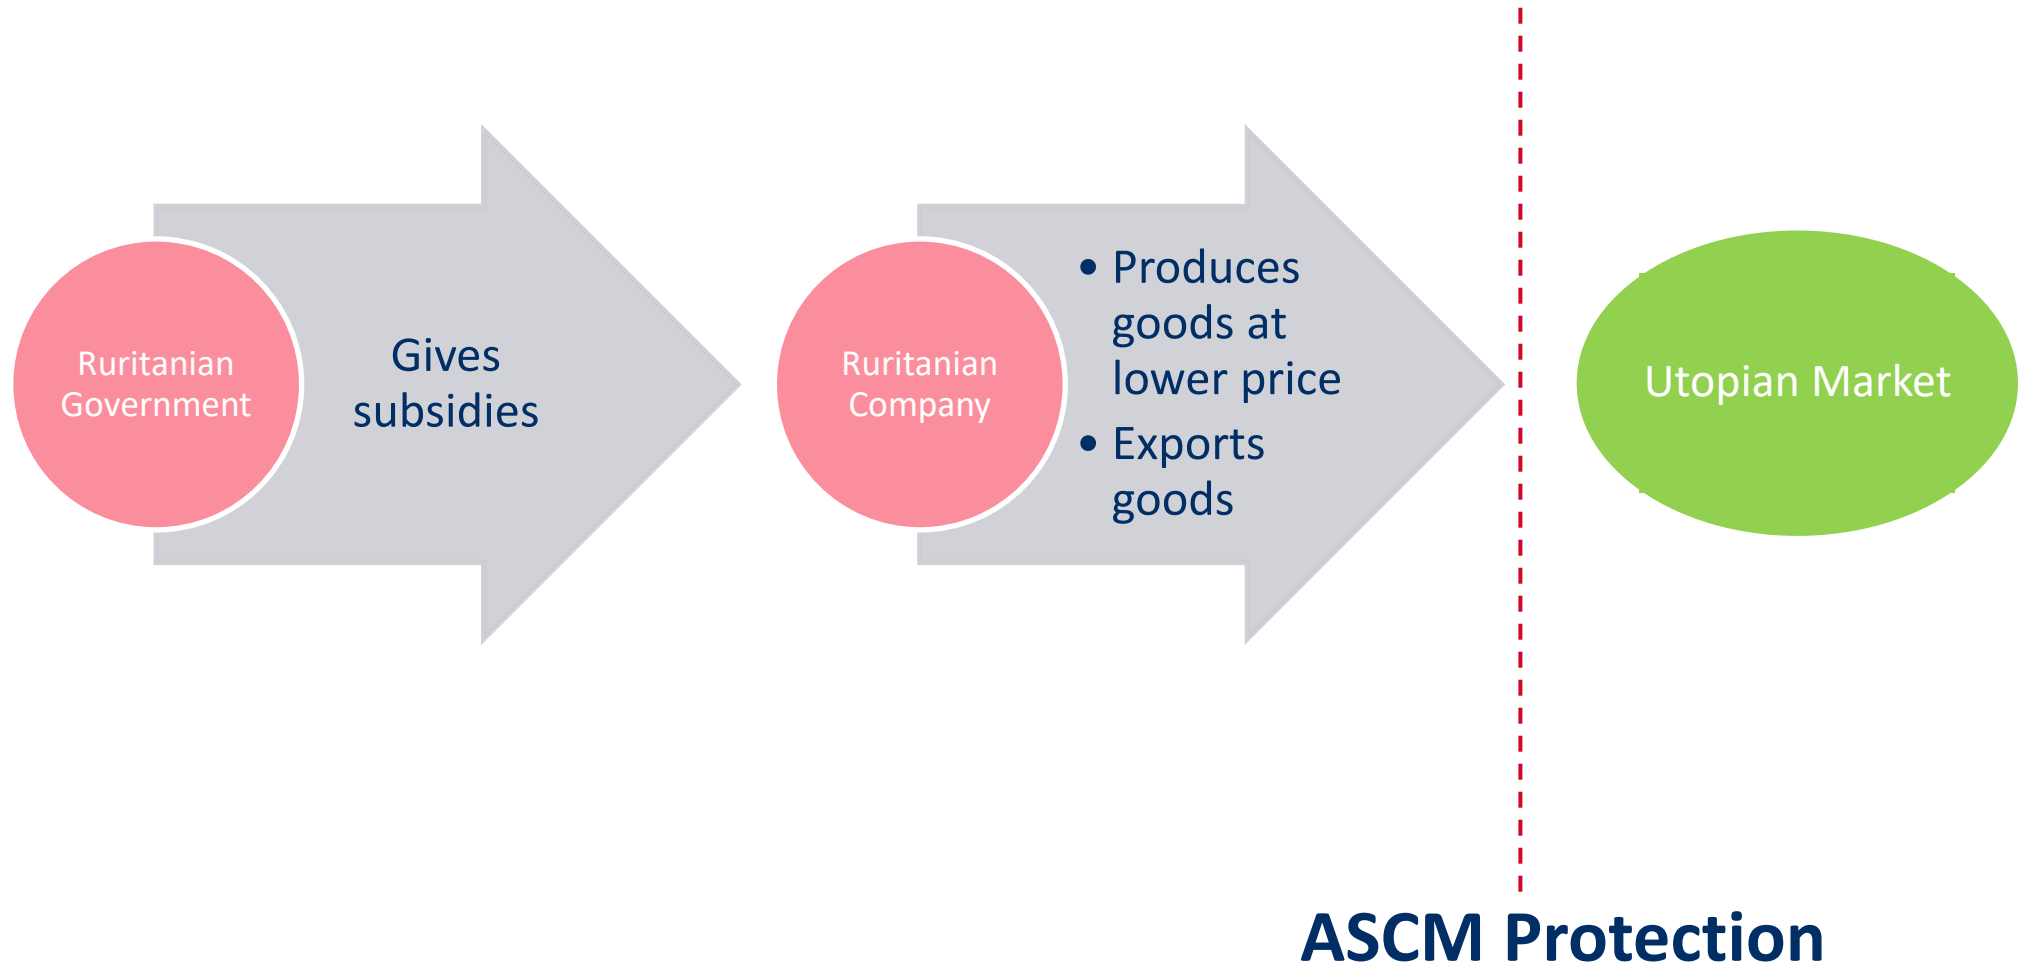 Ruritanian
Government
Gives
subsidies
Ruritanian
Company
• Produces
goods at
lower price
• Exports
goods
Utopian Market
ASCM Protection